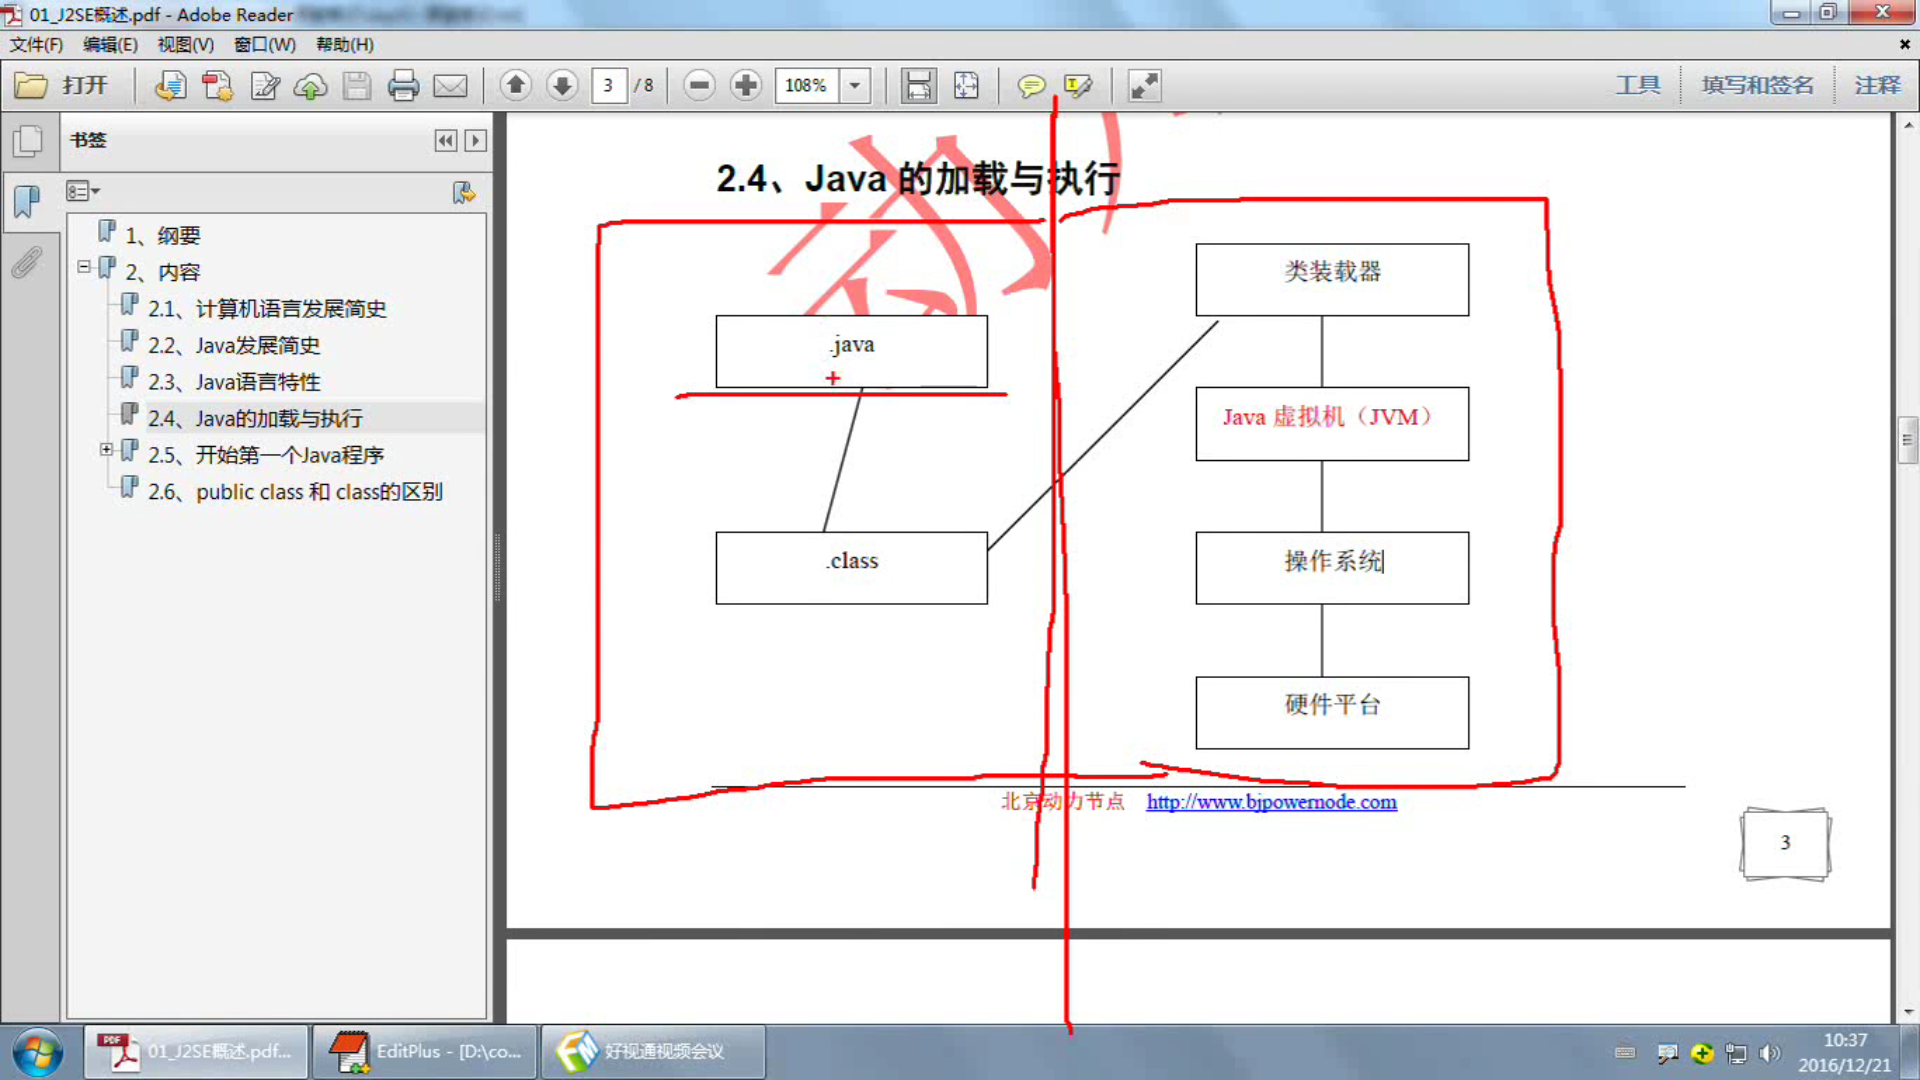 01_J2SE概述.pdf - Adobe Reader
文件(F) 编辑(E) 视图(V) 窗口(W) 帮助(H)
打开 3 / 8 108% 工具 填写和签名 注释
书签
1、纲要
2、内容
2.1、计算机语言发展简史
2.2、Java发展简史
2.3、Java语言特性
2.4、Java的加载与执行
2.5、开始第一个Java程序
2.6、public class 和 class的区别
2.4、Java 的加载与执行
类装载器
.java
Java 虚拟机（JVM）
.class
操作系统
硬件平台
北京动力节点 http://www.bjpowernode.com
3
01_J2SE概述.pdf...
EditPlus - [D:\co...
好视通视频会议
10:37
2016/12/21